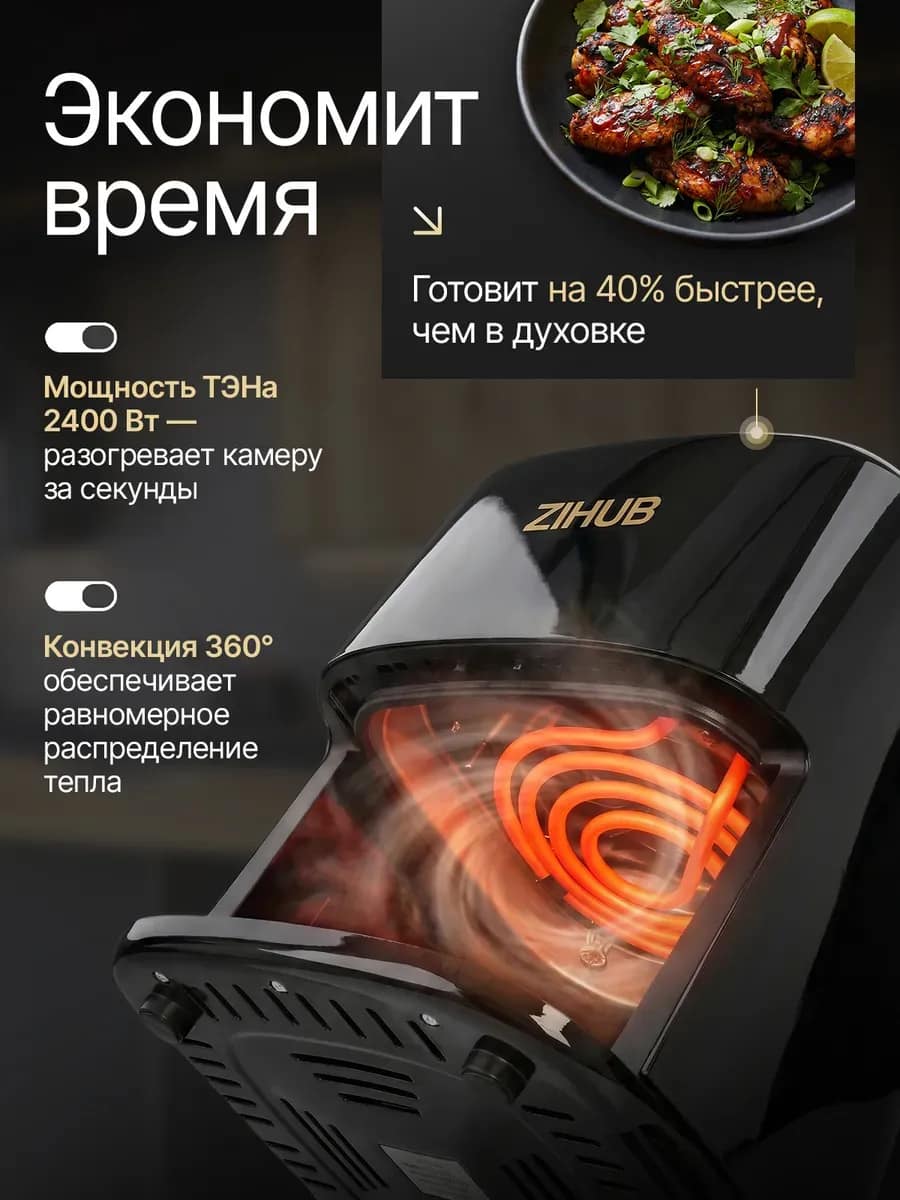 Экономит
время
Готовит на 40% быстрее,
чем в духовке
Мощность ТЭНа
2400 Вт —
разогревает камеру
за секунды
Конвекция 360°
обеспечивает
равномерное
распределение
тепла
ZIHUB